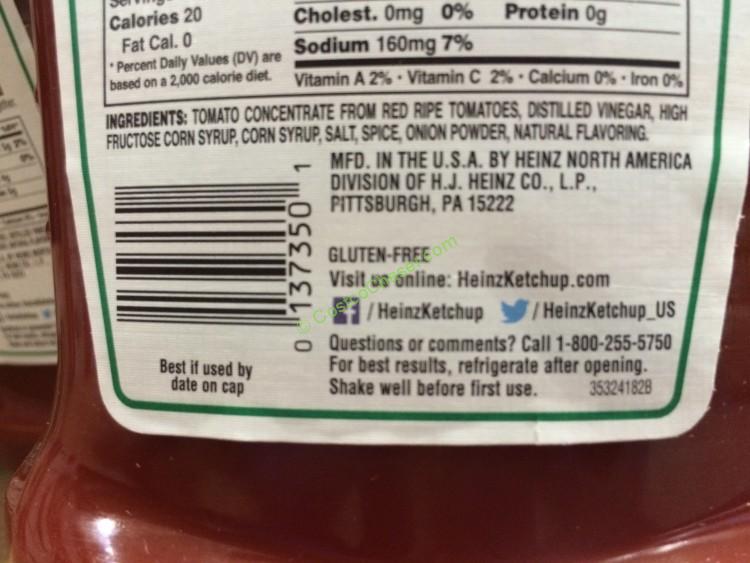 Calories 20
Fat Cal. 0
* Percent Daily Values (DV) are
based on a 2,000 calorie diet.
Cholest. 0mg 0% Protein 0g
Sodium 160mg 7%
Vitamin A 2% • Vitamin C 2% • Calcium 0% • Iron 0%
INGREDIENTS: TOMATO CONCENTRATE FROM RED RIPE TOMATOES, DISTILLED VINEGAR, HIGH
FRUCTOSE CORN SYRUP, CORN SYRUP, SALT, SPICE, ONION POWDER, NATURAL FLAVORING.
MFD. IN THE U.S.A. BY HEINZ NORTH AMERICA
DIVISION OF H.J. HEINZ CO., L.P.,
PITTSBURGH, PA 15222
GLUTEN-FREE
Visit us online: HeinzKetchup.com
f /HeinzKetchup /HeinzKetchup_US
Questions or comments? Call 1-800-255-5750
For best results, refrigerate after opening.
Shake well before first use. 35324182B
0 137350 1
Best if used by
date on cap
© CostcoChaser.com